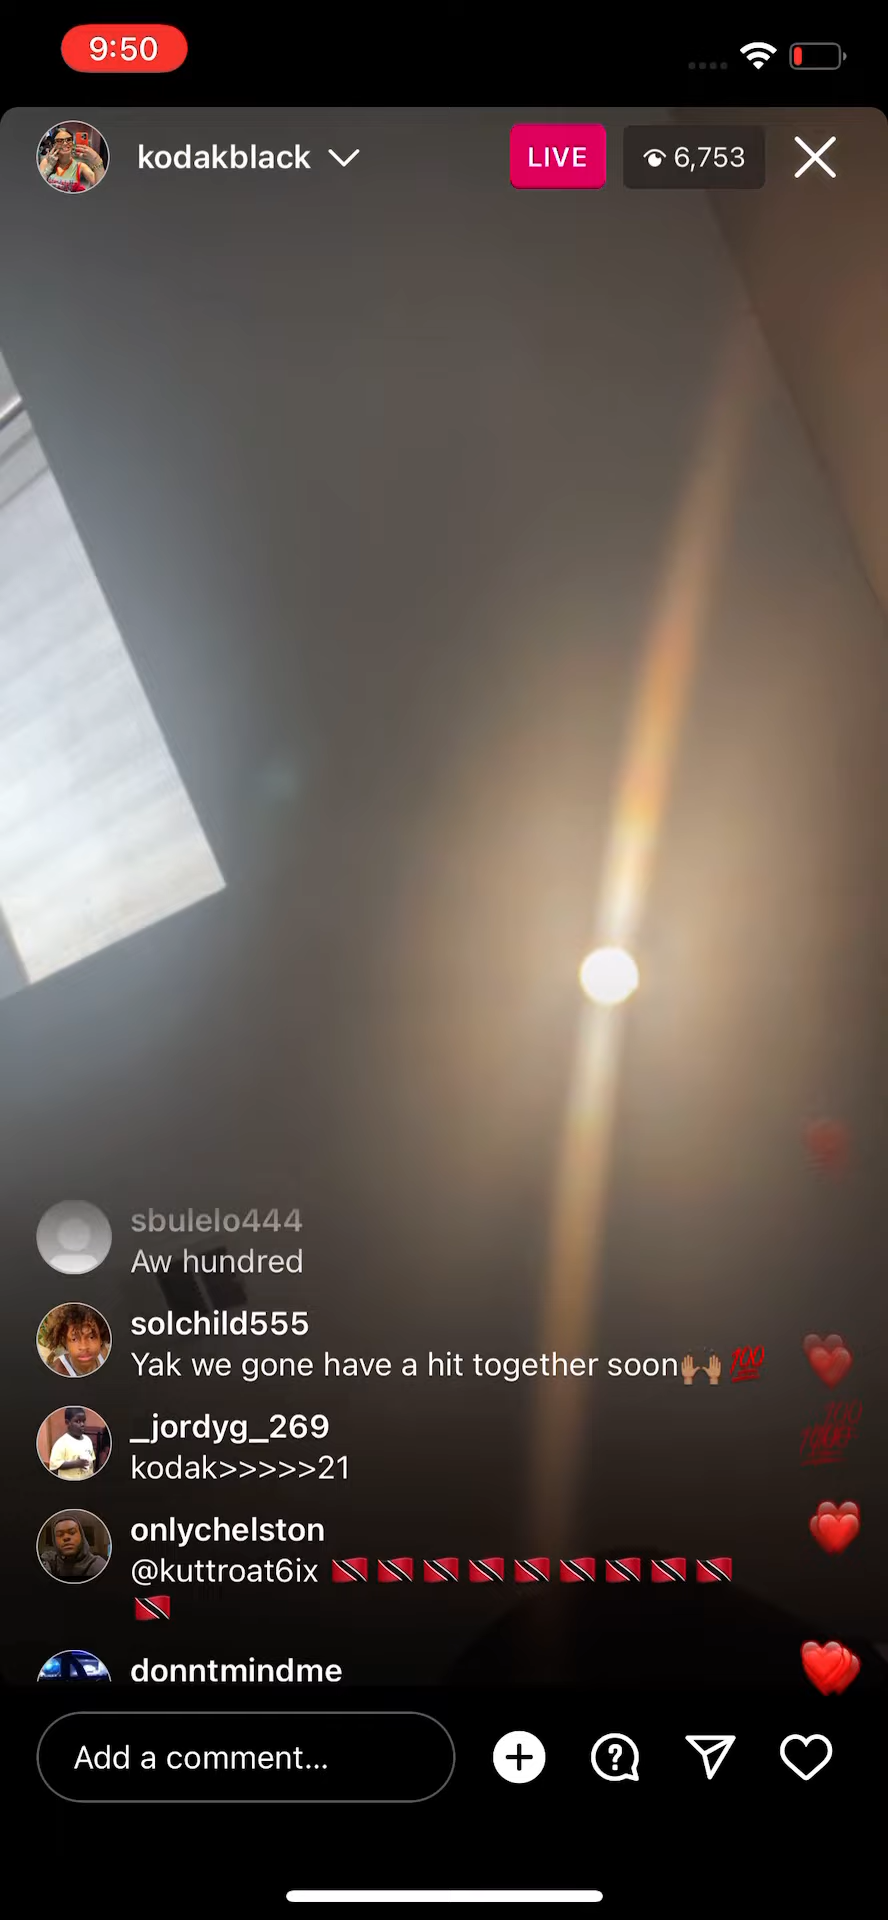 9:50
kodakblack
LIVE
6,753
sbulelo444
Aw hundred
solchild555
Yak we gone have a hit together soon🙌🏽💯
_jordyg_269
kodak>>>>>21
onlychelston
@kuttroat6ix 🇹🇹🇹🇹🇹🇹🇹🇹🇹🇹🇹🇹🇹🇹🇹🇹🇹🇹
🇹🇹
donntmindme
Add a comment...